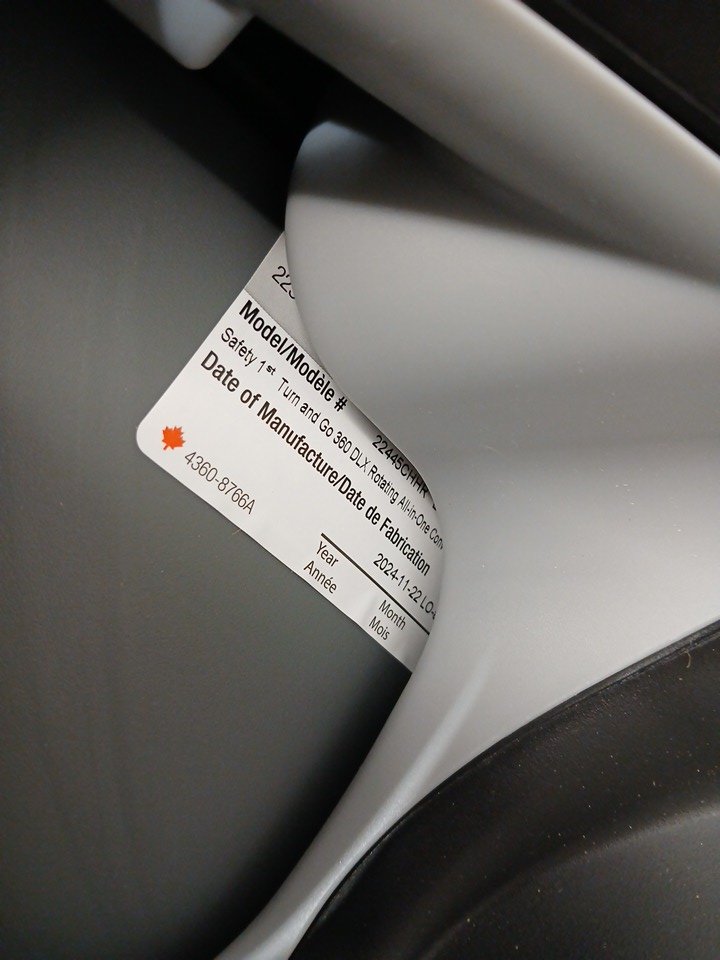 Model/Modèle #
22445CHHR
Safety 1st Turn and Go 360 DLX Rotating All-in-One
Date of Manufacture/Date de Fabrication
2024-11-22
Year
Month
Année
Mois
4360-8766A